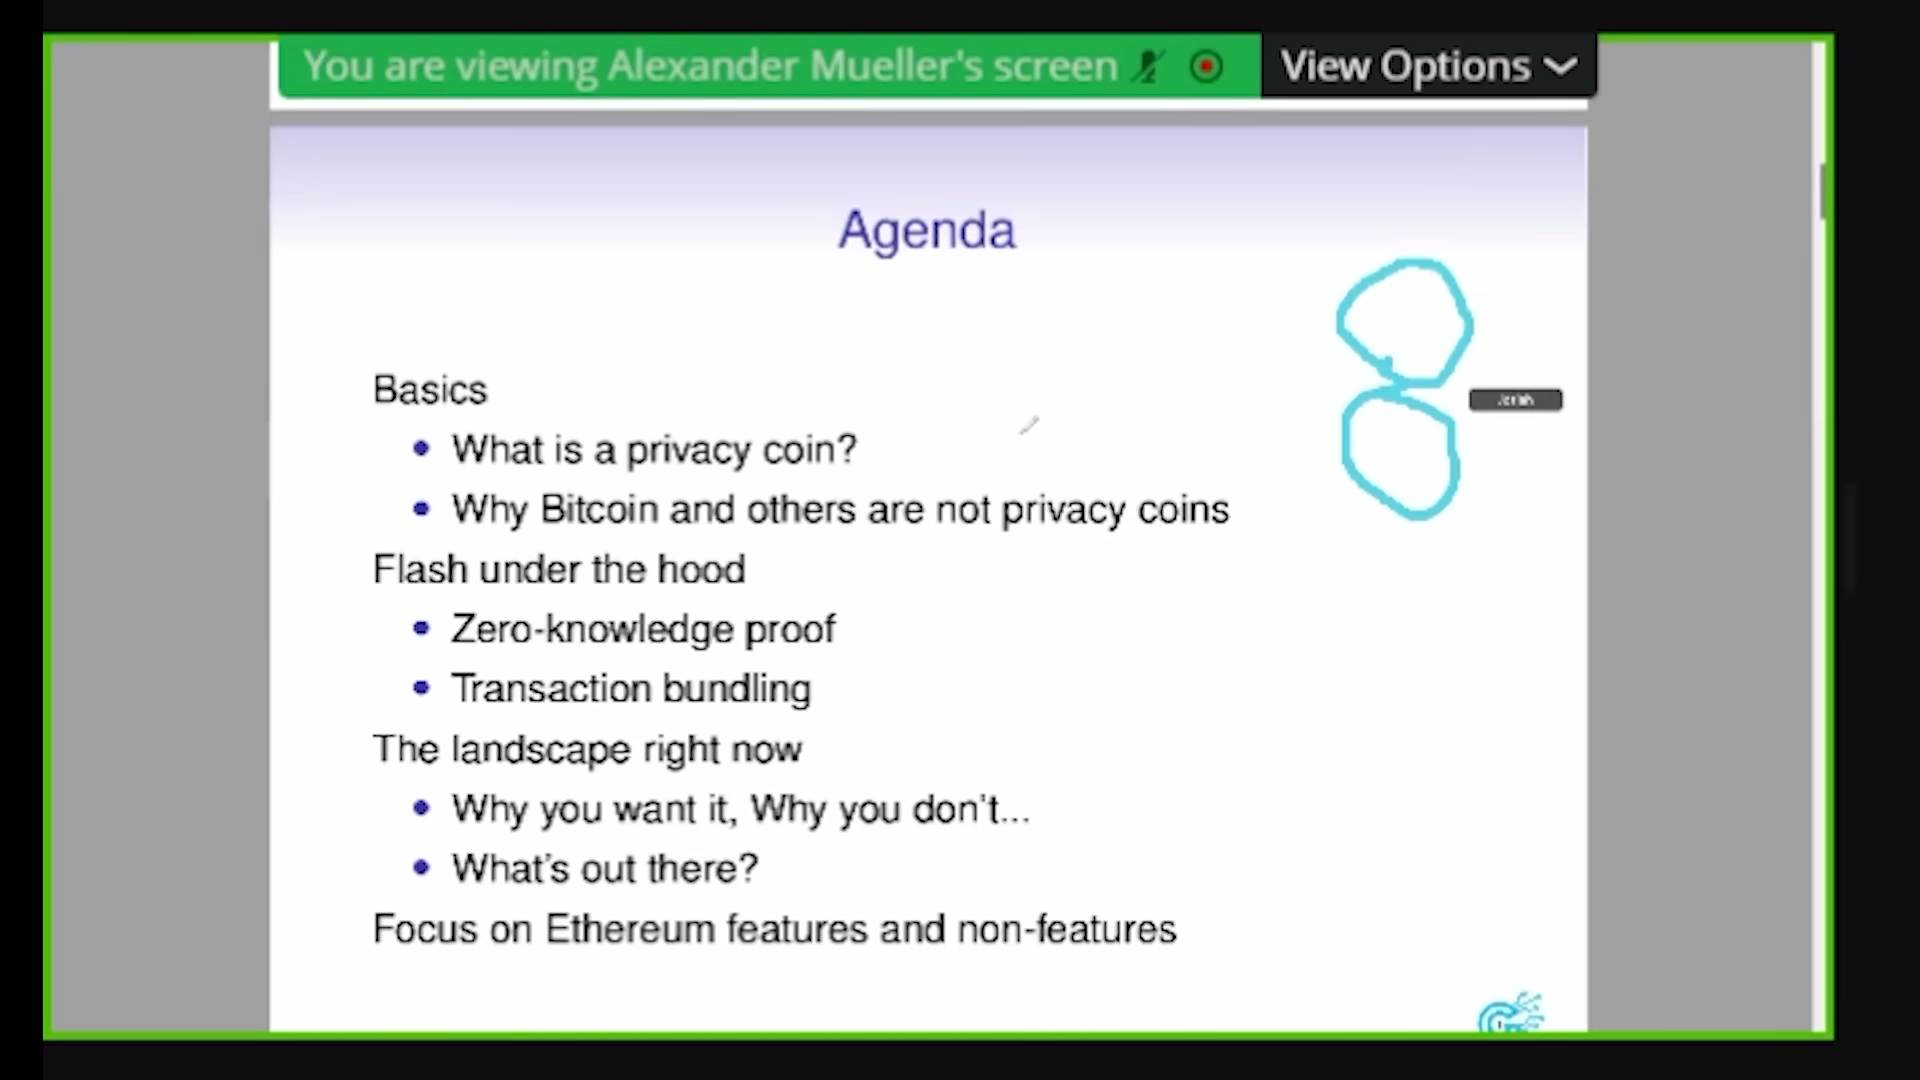 You are viewing Alexander Mueller's screen
View Options
Agenda
Basics
What is a privacy coin?
Why Bitcoin and others are not privacy coins
Flash under the hood
Zero-knowledge proof
Transaction bundling
The landscape right now
Why you want it, Why you don't...
What's out there?
Focus on Ethereum features and non-features